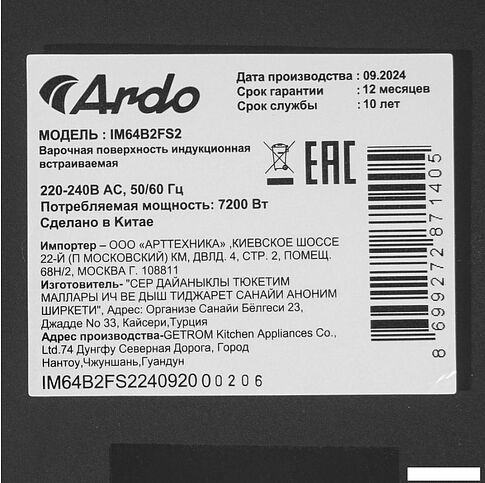 Ardo
Дата производства : 09.2024
Срок гарантии : 12 месяцев
Срок службы : 10 лет
МОДЕЛЬ : IM64B2FS2
Варочная поверхность индукционная
встраиваемая
EAC
220-240В АС, 50/60 Гц
Потребляемая мощность: 7200 Вт
Сделано в Китае
Импортер – ООО «АРТТЕХНИКА» ,КИЕВСКОЕ ШОССЕ
22-Й (П МОСКОВСКИЙ) КМ, ДВЛД. 4, СТР. 2, ПОМЕЩ.
68Н/2, МОСКВА Г. 108811
Изготовитель- "СЕР ДАЙАНЫКЛЫ ТЮКЕТИМ
МАЛЛАРЫ ИЧ ВЕ ДЫШ ТИДЖАРЕТ САНАЙИ АНОНИМ
ШИРКЕТИ", Адрес: Организе Санайи Бёлгеси 23,
Джадде No 33, Кайсери,Турция
Адрес производства-GETROM Kitchen Appliances Co.,
Ltd.74 Дунгфу Северная Дорога, Город
Нантоу,Чжуншань,Гуандун
IM64B2FS2240920 00206
8699272871405